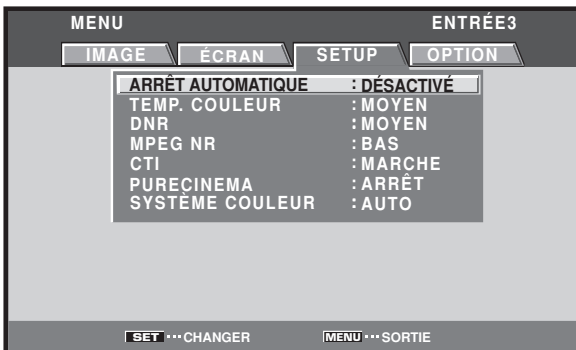 MENU ENTRÉE3
IMAGE ÉCRAN SETUP OPTION
ARRÊT AUTOMATIQUE : DÉSACTIVÉ
TEMP. COULEUR : MOYEN
DNR : MOYEN
MPEG NR : BAS
CTI : MARCHE
PURECINEMA : ARRÊT
SYSTÈME COULEUR : AUTO
SET ··· CHANGER MENU ··· SORTIE